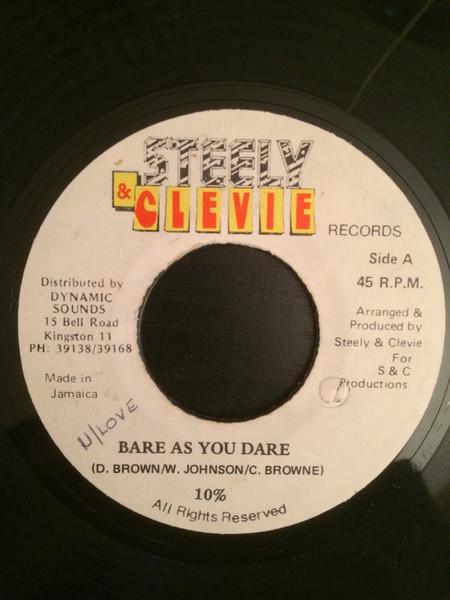 STEELY
& CLEVIE
RECORDS
Side A
45 R.P.M.
Distributed by
DYNAMIC
SOUNDS
15 Bell Road
Kingston 11
PH: 39138/39168
Made in
Jamaica
Arranged &
Produced by
Steely & Clevie
For
S & C
Productions
U/LOVE
BARE AS YOU DARE
(D. BROWN/W. JOHNSON/C. BROWNE)
10%
All Rights Reserved